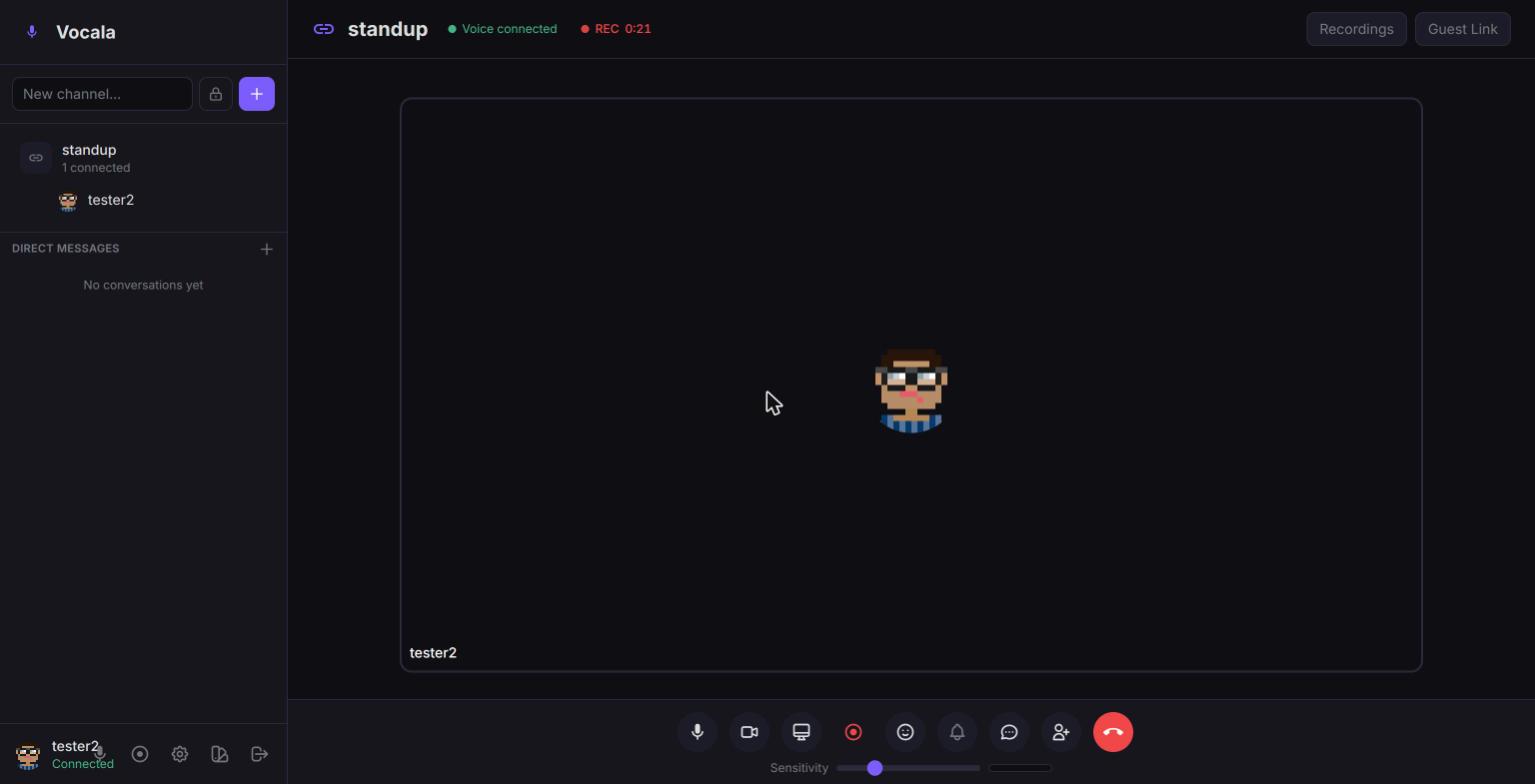 Vocala
standup
Voice connected
REC 0:21
Recordings
Guest Link
New channel...
standup
1 connected
tester2
DIRECT MESSAGES
No conversations yet
tester2
tester2
Connected
Sensitivity